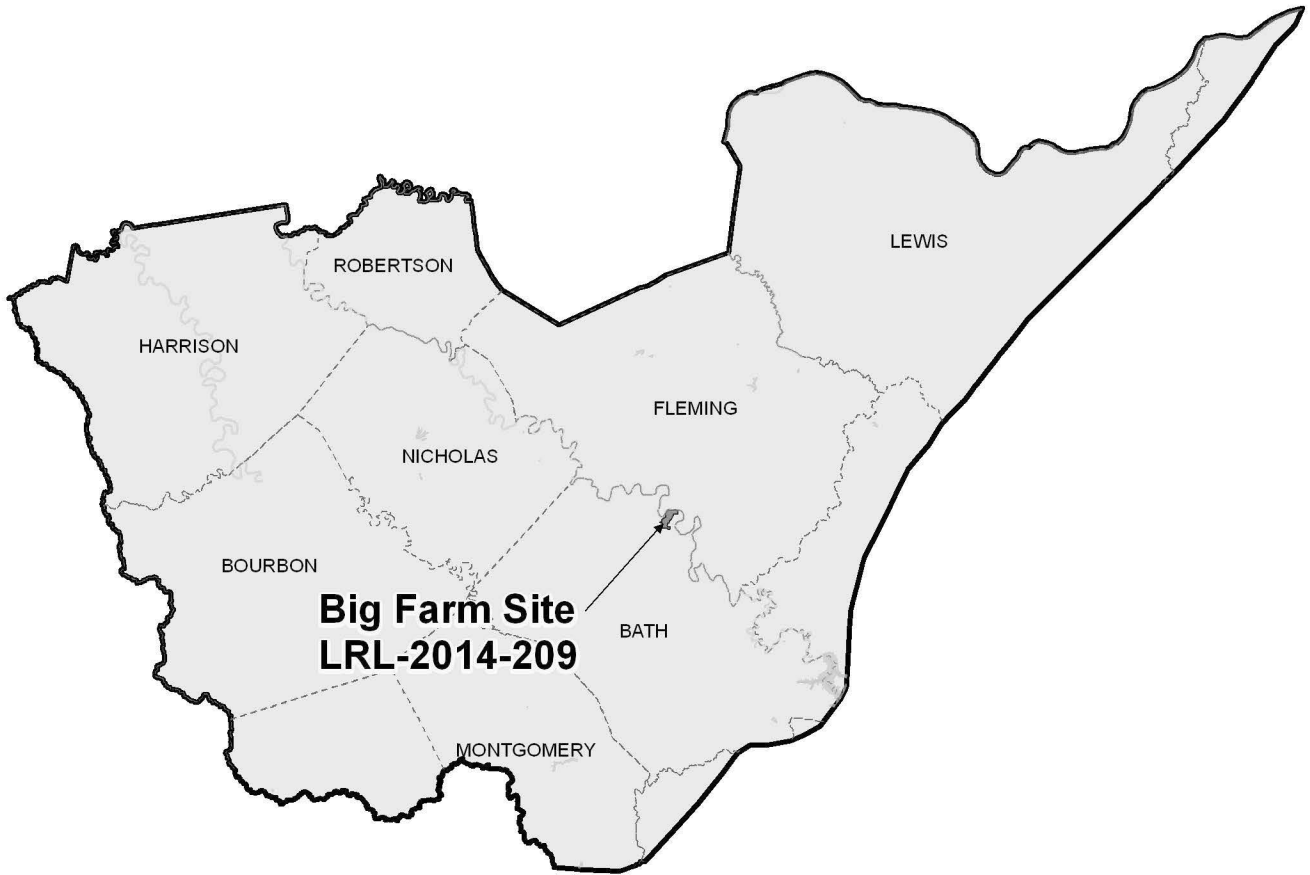 LEWIS
ROBERTSON
HARRISON
FLEMING
NICHOLAS
BOURBON
Big Farm Site
LRL-2014-209
BATH
MONTGOMERY